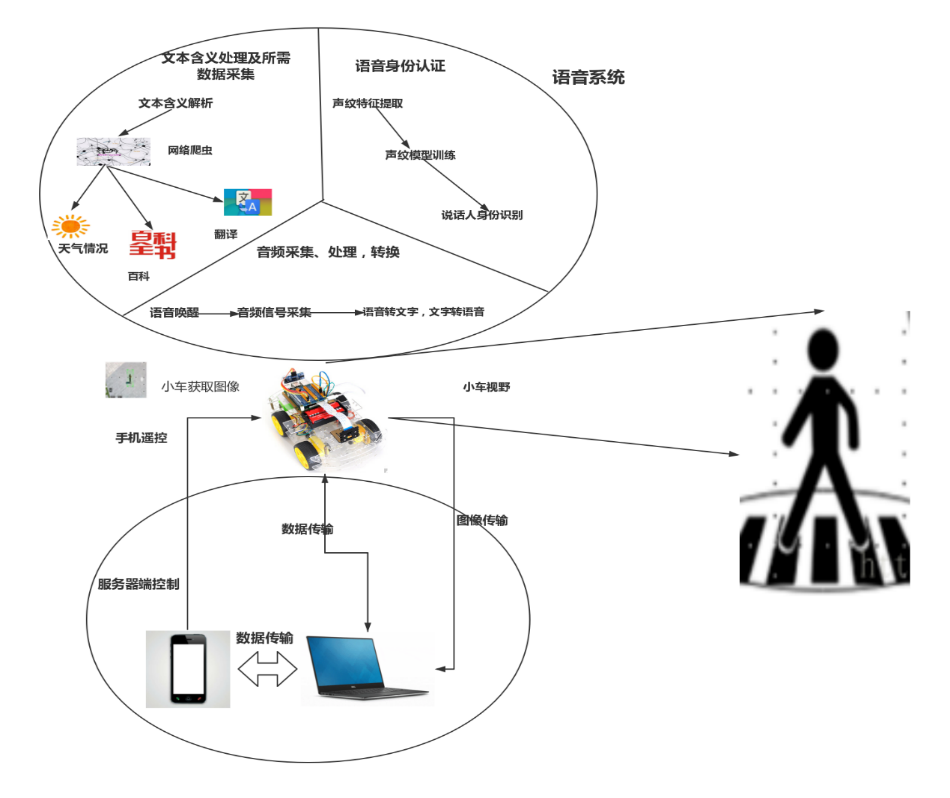 文本含义处理及所需
数据采集
语音身份认证
语音系统
文本含义解析
声纹特征提取
网络爬虫
声纹模型训练
文
A
说话人身份识别
天气情况
百科
全书
翻译
百科
音频采集、处理，转换
语音唤醒
音频信号采集
语音转文字，文字转语音
小车获取图像
小车视野
手机遥控
数据传输
图像传输
服务器端控制
数据传输
htt